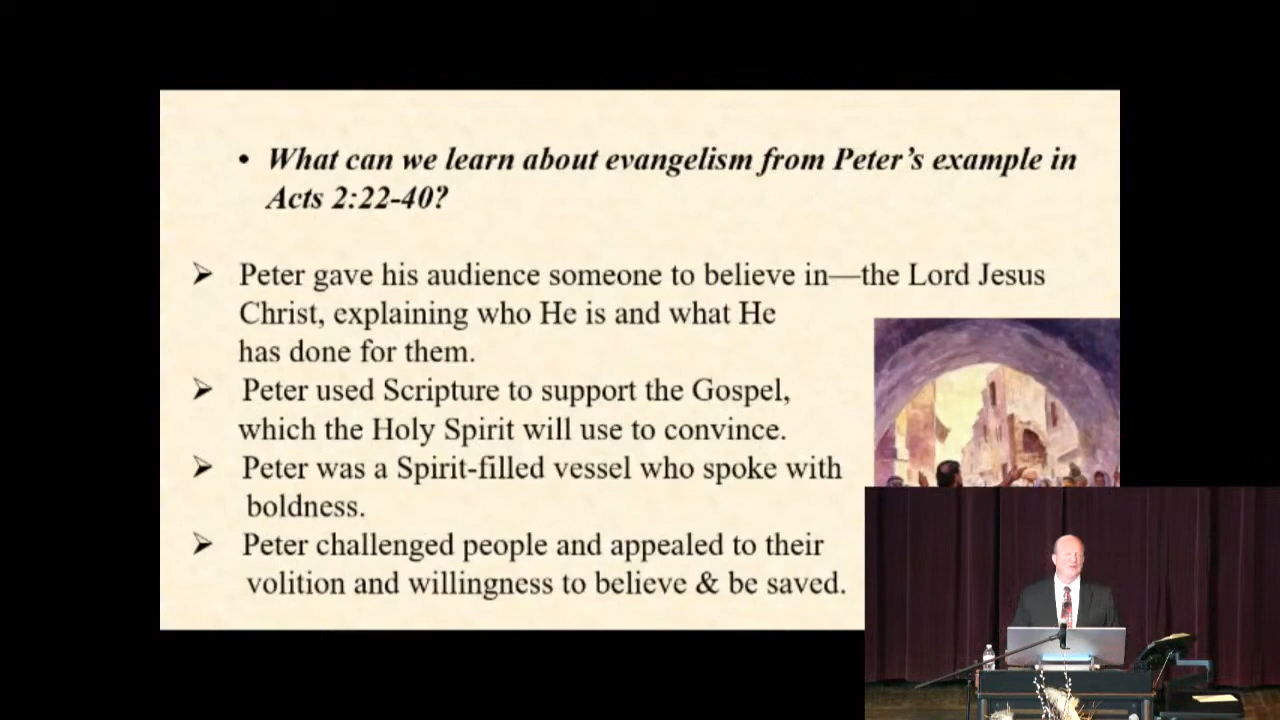 • What can we learn about evangelism from Peter’s example in
Acts 2:22-40?
➢ Peter gave his audience someone to believe in—the Lord Jesus
Christ, explaining who He is and what He
has done for them.
➢ Peter used Scripture to support the Gospel,
which the Holy Spirit will use to convince.
➢ Peter was a Spirit-filled vessel who spoke with
boldness.
➢ Peter challenged people and appealed to their
volition and willingness to believe & be saved.